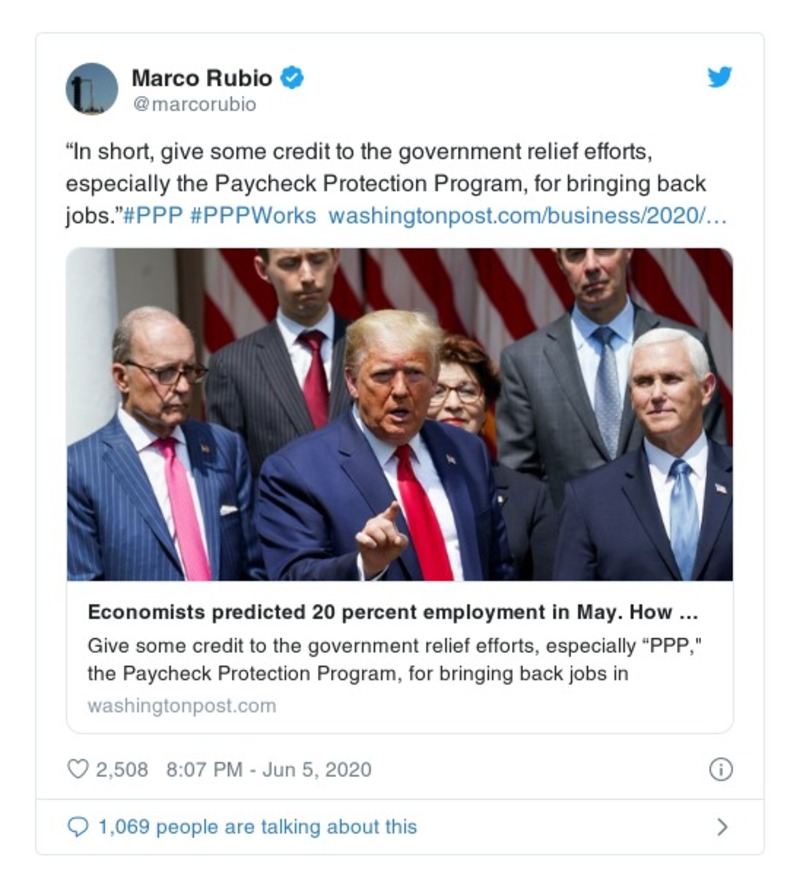 Marco Rubio
@marcorubio
“In short, give some credit to the government relief efforts,
especially the Paycheck Protection Program, for bringing back
jobs.”#PPP #PPPWorks washingtonpost.com/business/2020/…
Economists predicted 20 percent employment in May. How ...
Give some credit to the government relief efforts, especially “PPP,"
the Paycheck Protection Program, for bringing back jobs in
washingtonpost.com
2,508 8:07 PM - Jun 5, 2020
1,069 people are talking about this